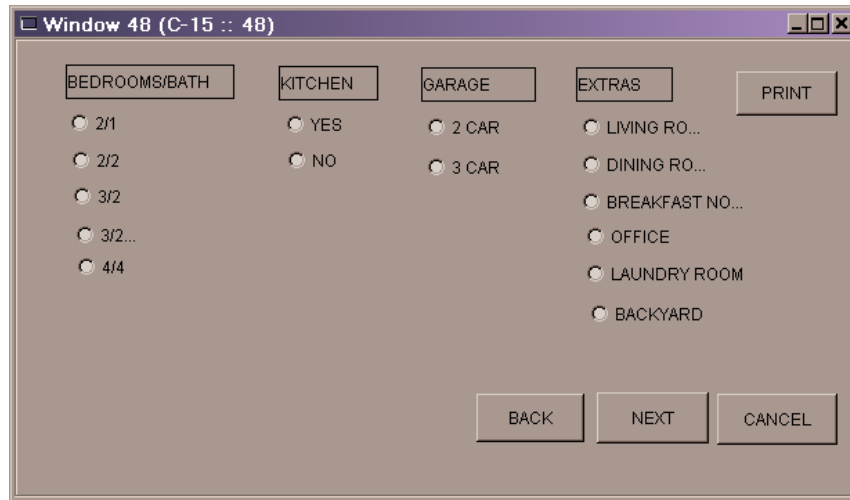 Window 48 (C-15 :: 48)
BEDROOMS/BATH
2/1
2/2
3/2
3/2...
4/4
KITCHEN
YES
NO
GARAGE
2 CAR
3 CAR
EXTRAS
LIVING RO...
DINING RO...
BREAKFAST NO...
OFFICE
LAUNDRY ROOM
BACKYARD
PRINT
BACK
NEXT
CANCEL